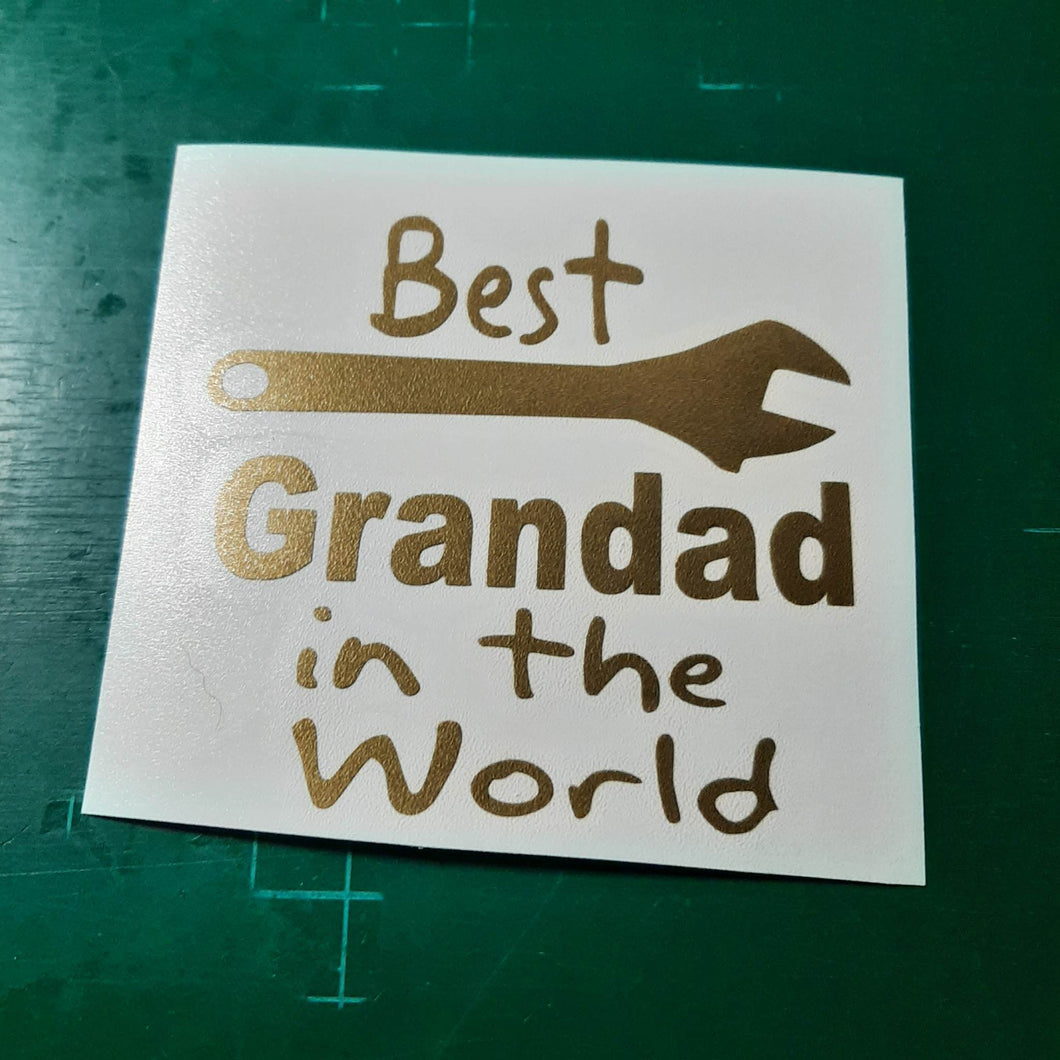 Best
Grandad
in the
World